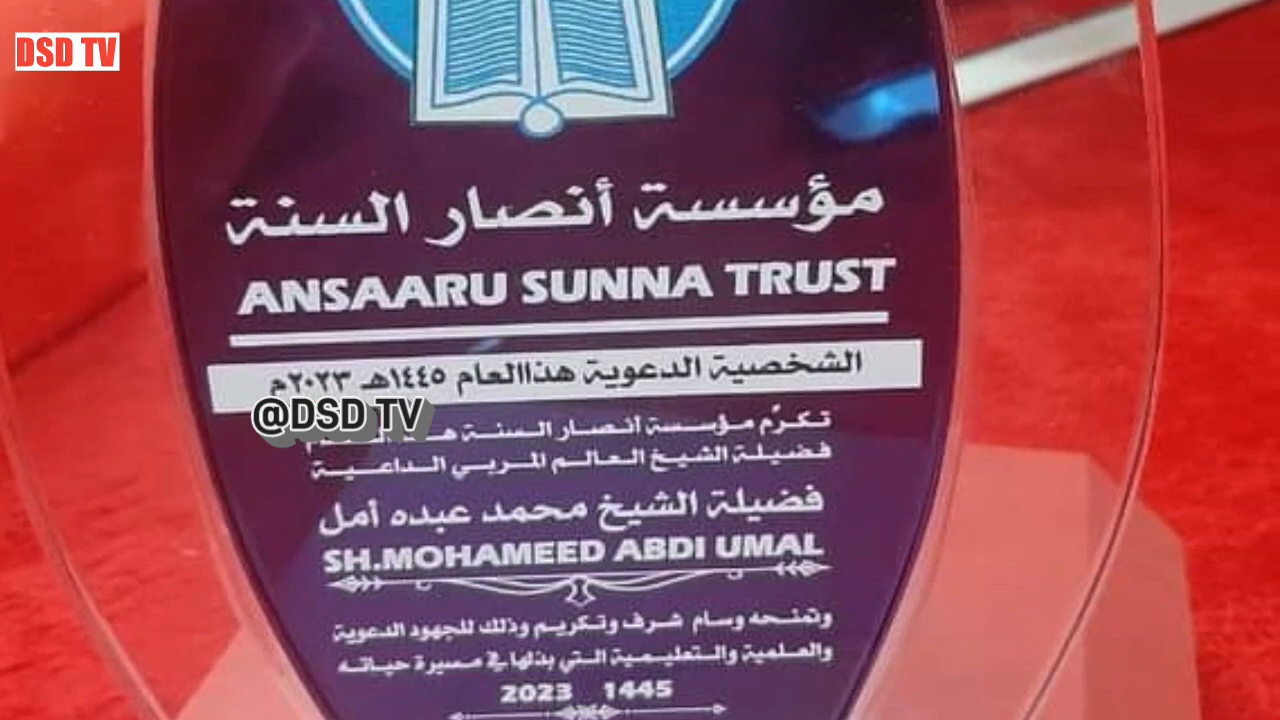 DSD TV
مؤسسة أنصار السنة
ANSAARU SUNNA TRUST
الشخصية الدعوية هذاالعام ١٤٤٥هـ ٢٠٢٣م
@DSD TV
تكرُم مؤسسة أنصار السنة
فضيلة الشيخ العالم المربي الداعية
فضيلة الشيخ محمد عبده أمل
SH.MOHAMEED ABDI UMAL
وتمنحه وسام شرف وتكريم وذلك للجهود الدعوية
والعلمية والتعليمية التي بذلها في مسيرة حياته
2023 1445